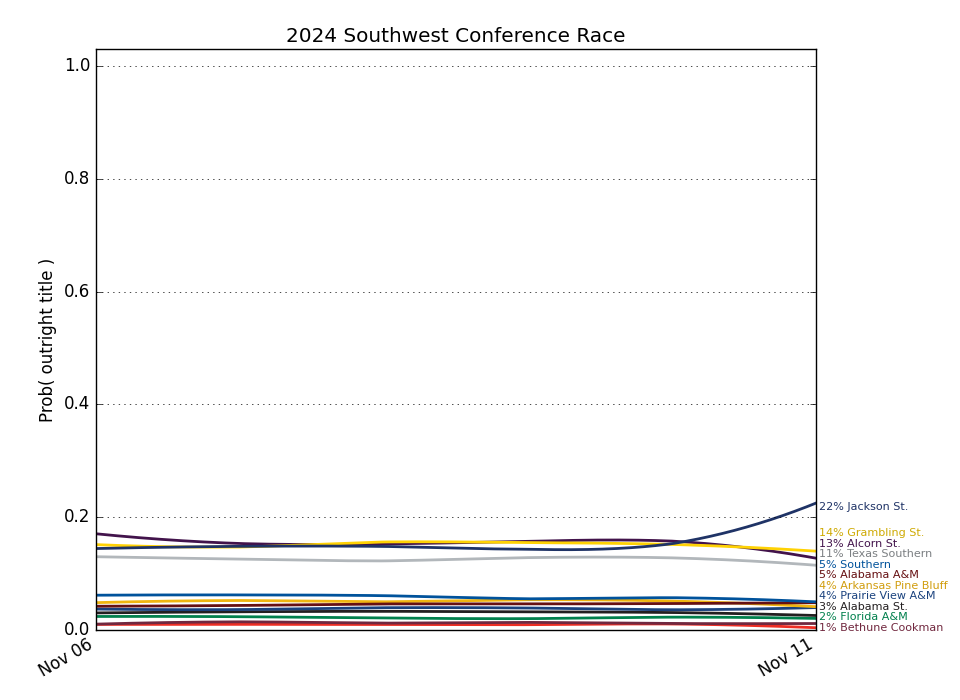 2024 Southwest Conference Race
Prob( outright title )
1.0
0.8
0.6
0.4
0.2
0.0
Nov 06
Nov 11
22% Jackson St.
14% Grambling St.
13% Alcorn St.
11% Texas Southern
5% Southern
5% Alabama A&M
4% Arkansas Pine Bluff
4% Prairie View A&M
3% Alabama St.
2% Florida A&M
1% Bethune Cookman